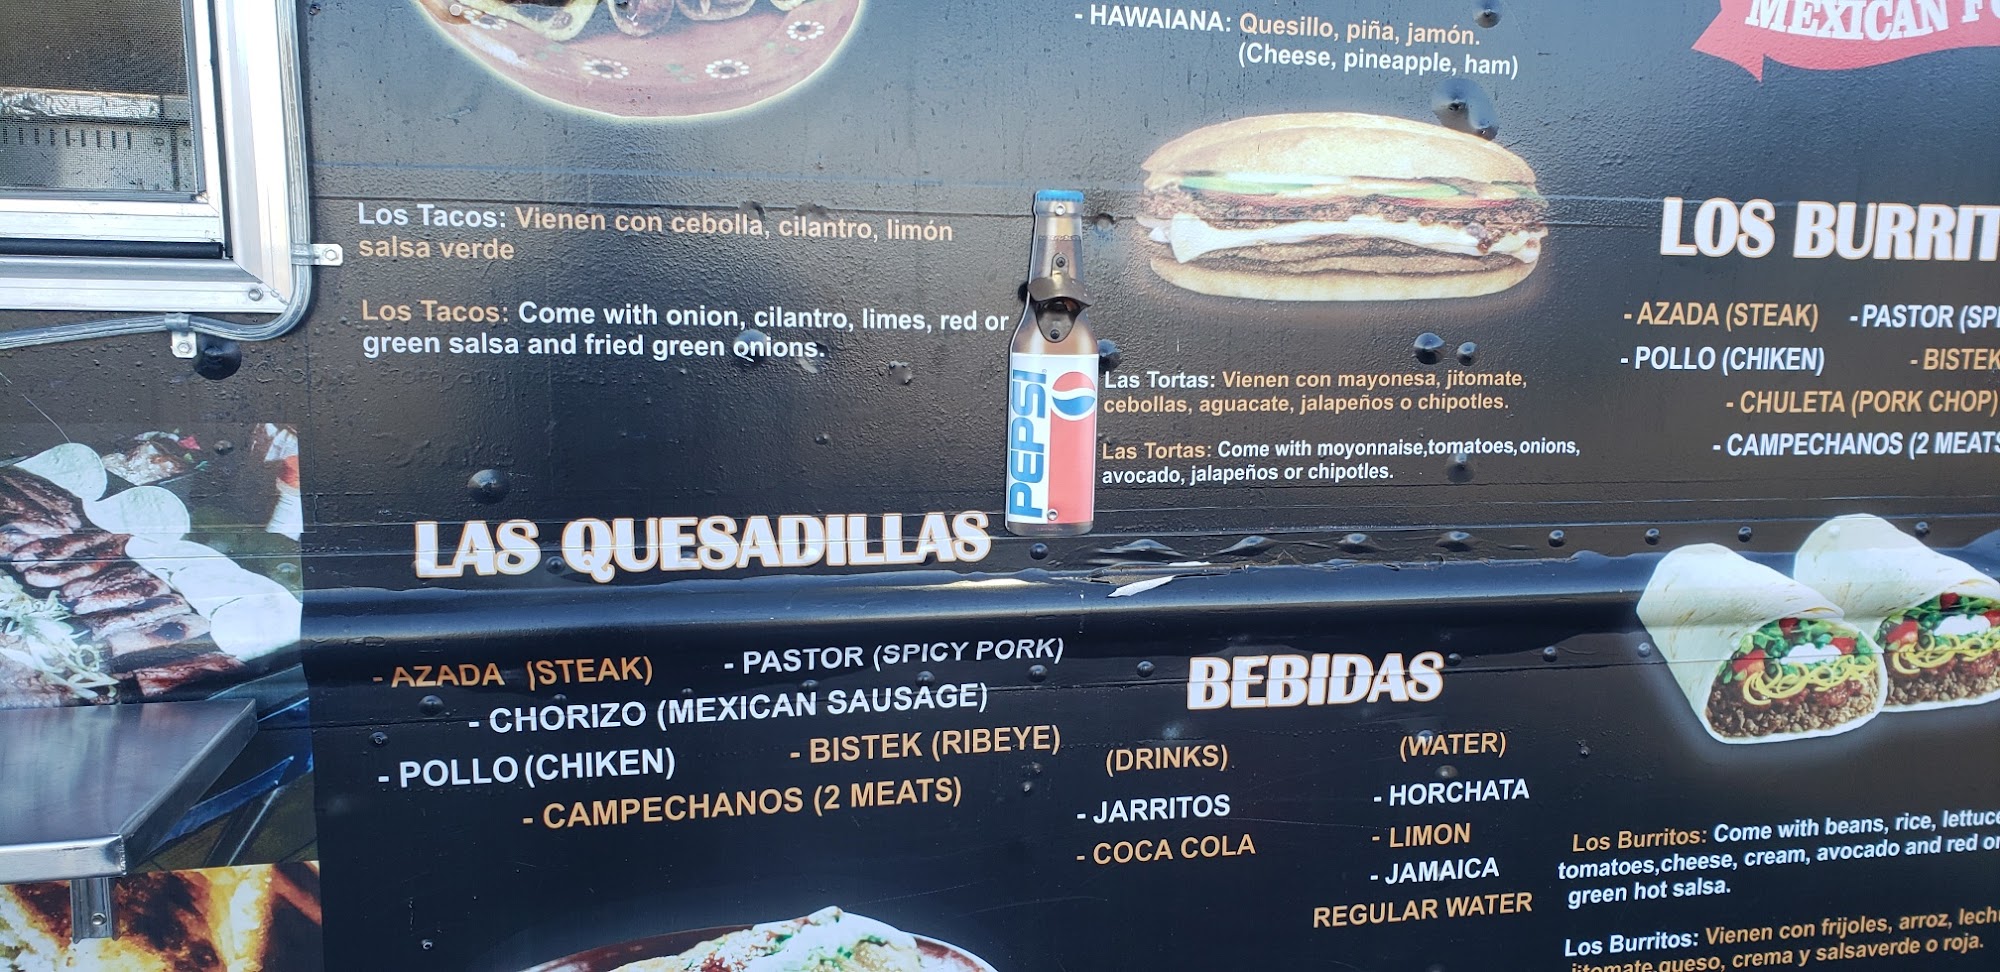 - HAWAIANA: Quesillo, piña, jamón.
(Cheese, pineapple, ham)
MEXICAN
Los Tacos: Vienen con cebolla, cilantro, limón
salsa verde
Los Tacos: Come with onion, cilantro, limes, red or
green salsa and fried green onions.
PEPSI
Las Tortas: Vienen con mayonesa, jitomate,
cebollas, aguacate, jalapeños o chipotles.
Las Tortas: Come with moyonnaise,tomatoes,onions,
avocado, jalapeños or chipotles.
LOS BURRIT
- AZADA (STEAK) - PASTOR (SPI
- POLLO (CHIKEN) - BISTEK
- CHULETA (PORK CHOP)
- CAMPECHANOS (2 MEATS
LAS QUESADILLAS
- AZADA )STEAK) - PASTOR (SPICY PORK)
- CHORIZO (MEXICAN SAUSAGE)
- POLLO (CHIKEN) - BISTEK (RIBEYE)
- CAMPECHANOS (2 MEATS)
BEBIDAS
(DRINKS)
- JARRITOS
- COCA COLA
(WATER)
- HORCHATA
- LIMON
- JAMAICA
REGULAR WATER
Los Burritos: Come with beans, rice, lettuce
tomatoes,cheese, cream, avocado and red or
green hot salsa.
Los Burritos: Vienen con frijoles, arroz, lechu
jitomate,queso, crema y salsaverde o roja.